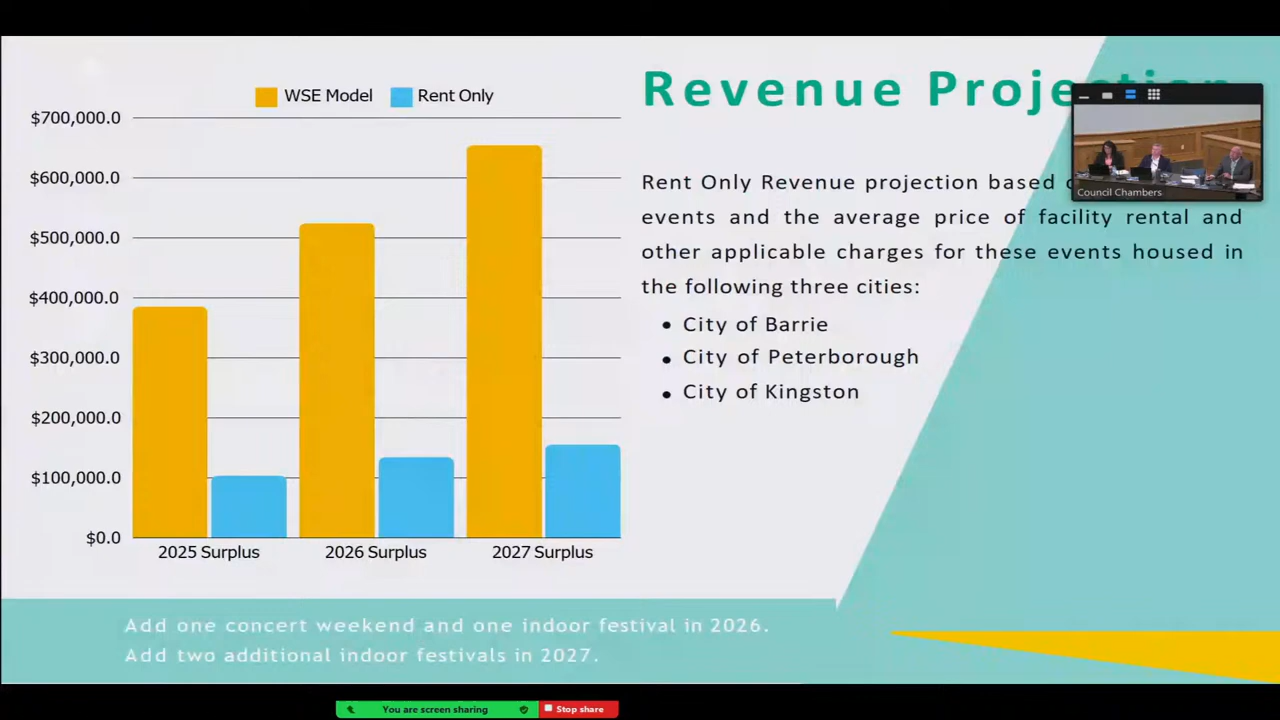 WSE Model
Rent Only
$700,000.0
$600,000.0
$500,000.0
$400,000.0
$300,000.0
$200,000.0
$100,000.0
$0.0
2025 Surplus
2026 Surplus
2027 Surplus
Revenue
Council Chambers
Rent Only Revenue projection based
events and the average price of facility rental and
other applicable charges for these events housed in
the following three cities:
• City of Barrie
• City of Peterborough
• City of Kingston
Add one concert weekend and one indoor festival in 2026.
Add two additional indoor festivals in 2027.
You are screen sharing
Stop share